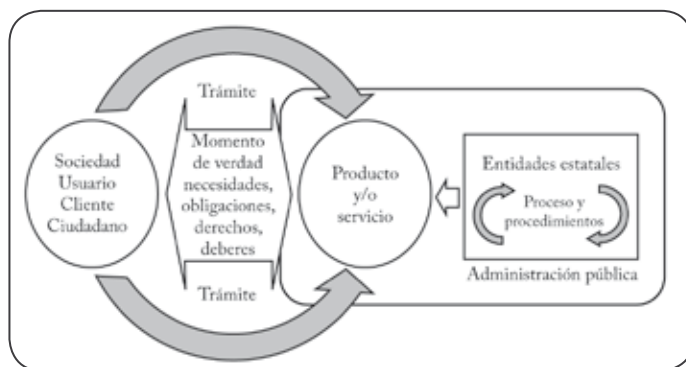 Trámite
Sociedad
Usuario
Cliente
Ciudadano
Momento
de verdad
necesidades,
obligaciones,
derechos,
deberes
Trámite
Producto
y/o
servicio
Entidades estatales
Proceso y
procedimientos
Administración pública